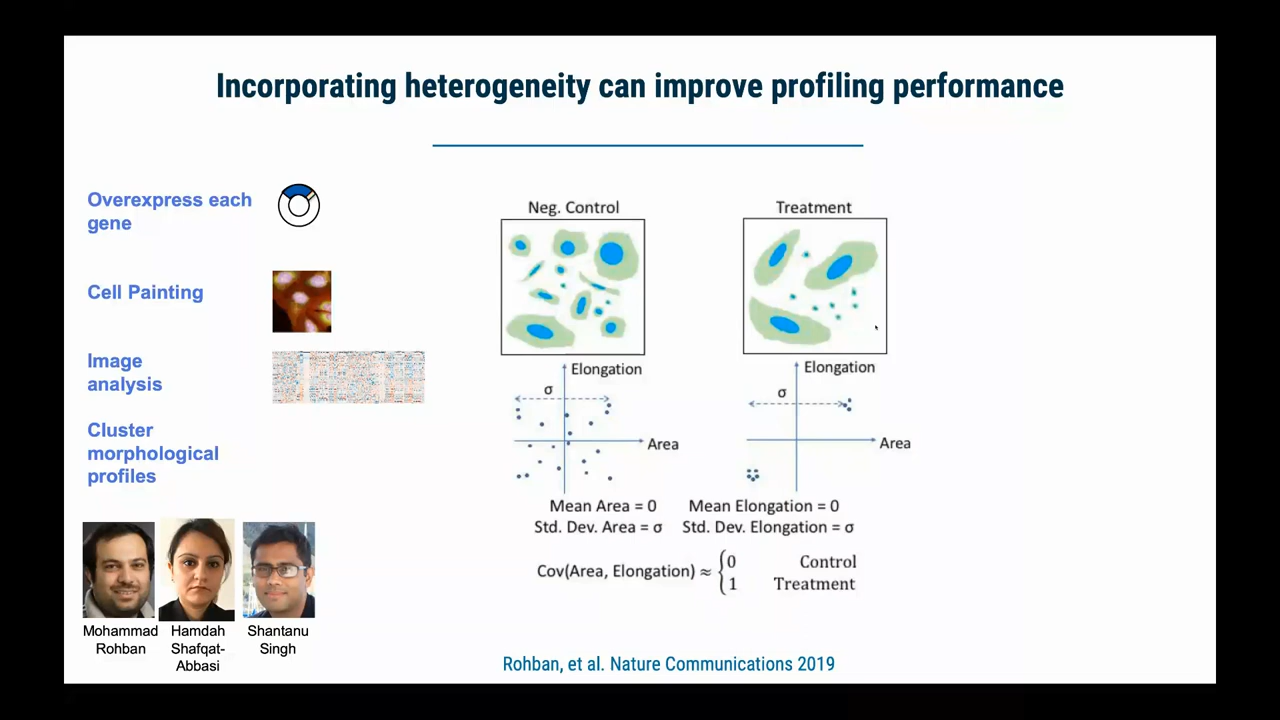 Incorporating heterogeneity can improve profiling performance
Overexpress each
gene
Cell Painting
Image
analysis
Cluster
morphological
profiles
Mohammad
Rohban
Hamdah
Shafqat-
Abbasi
Shantanu
Singh
Neg. Control
Treatment
Elongation
σ
Area
Elongation
σ
Area
Mean Area = 0
Mean Elongation = 0
Std. Dev. Area = σ
Std. Dev. Elongation = σ
Cov(Area, Elongation) ≈ { 0 Control
1 Treatment
Rohban, et al. Nature Communications 2019